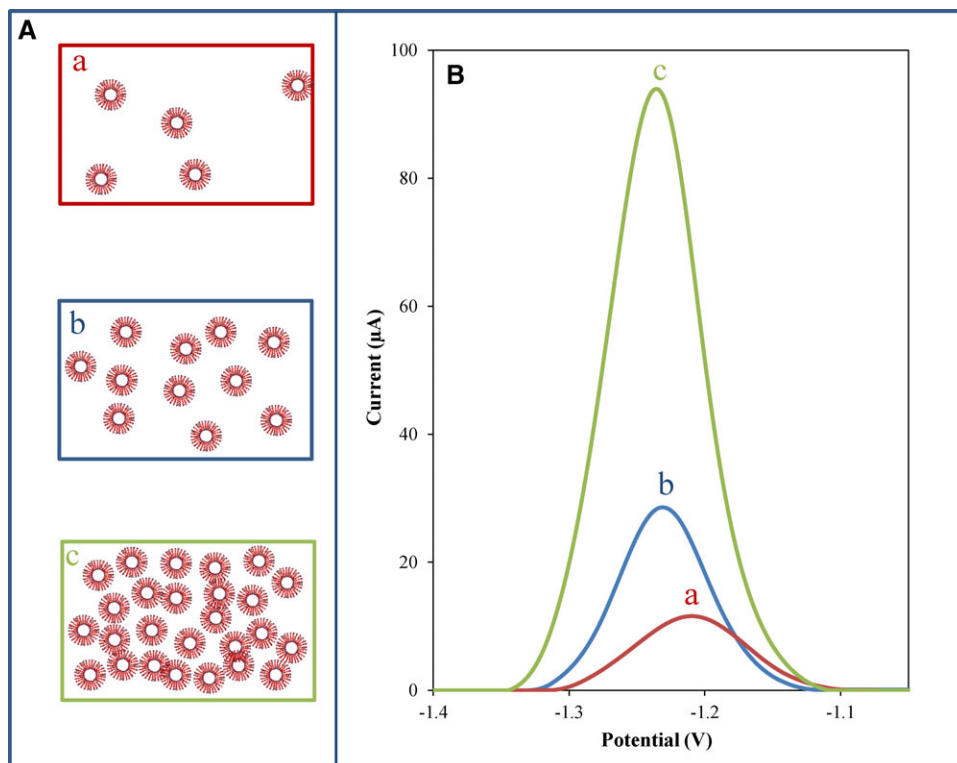 A
a
b
c
B
100
80
60
40
20
0
Current (µA)
c
b
a
-1.4
-1.3
-1.2
-1.1
Potential (V)